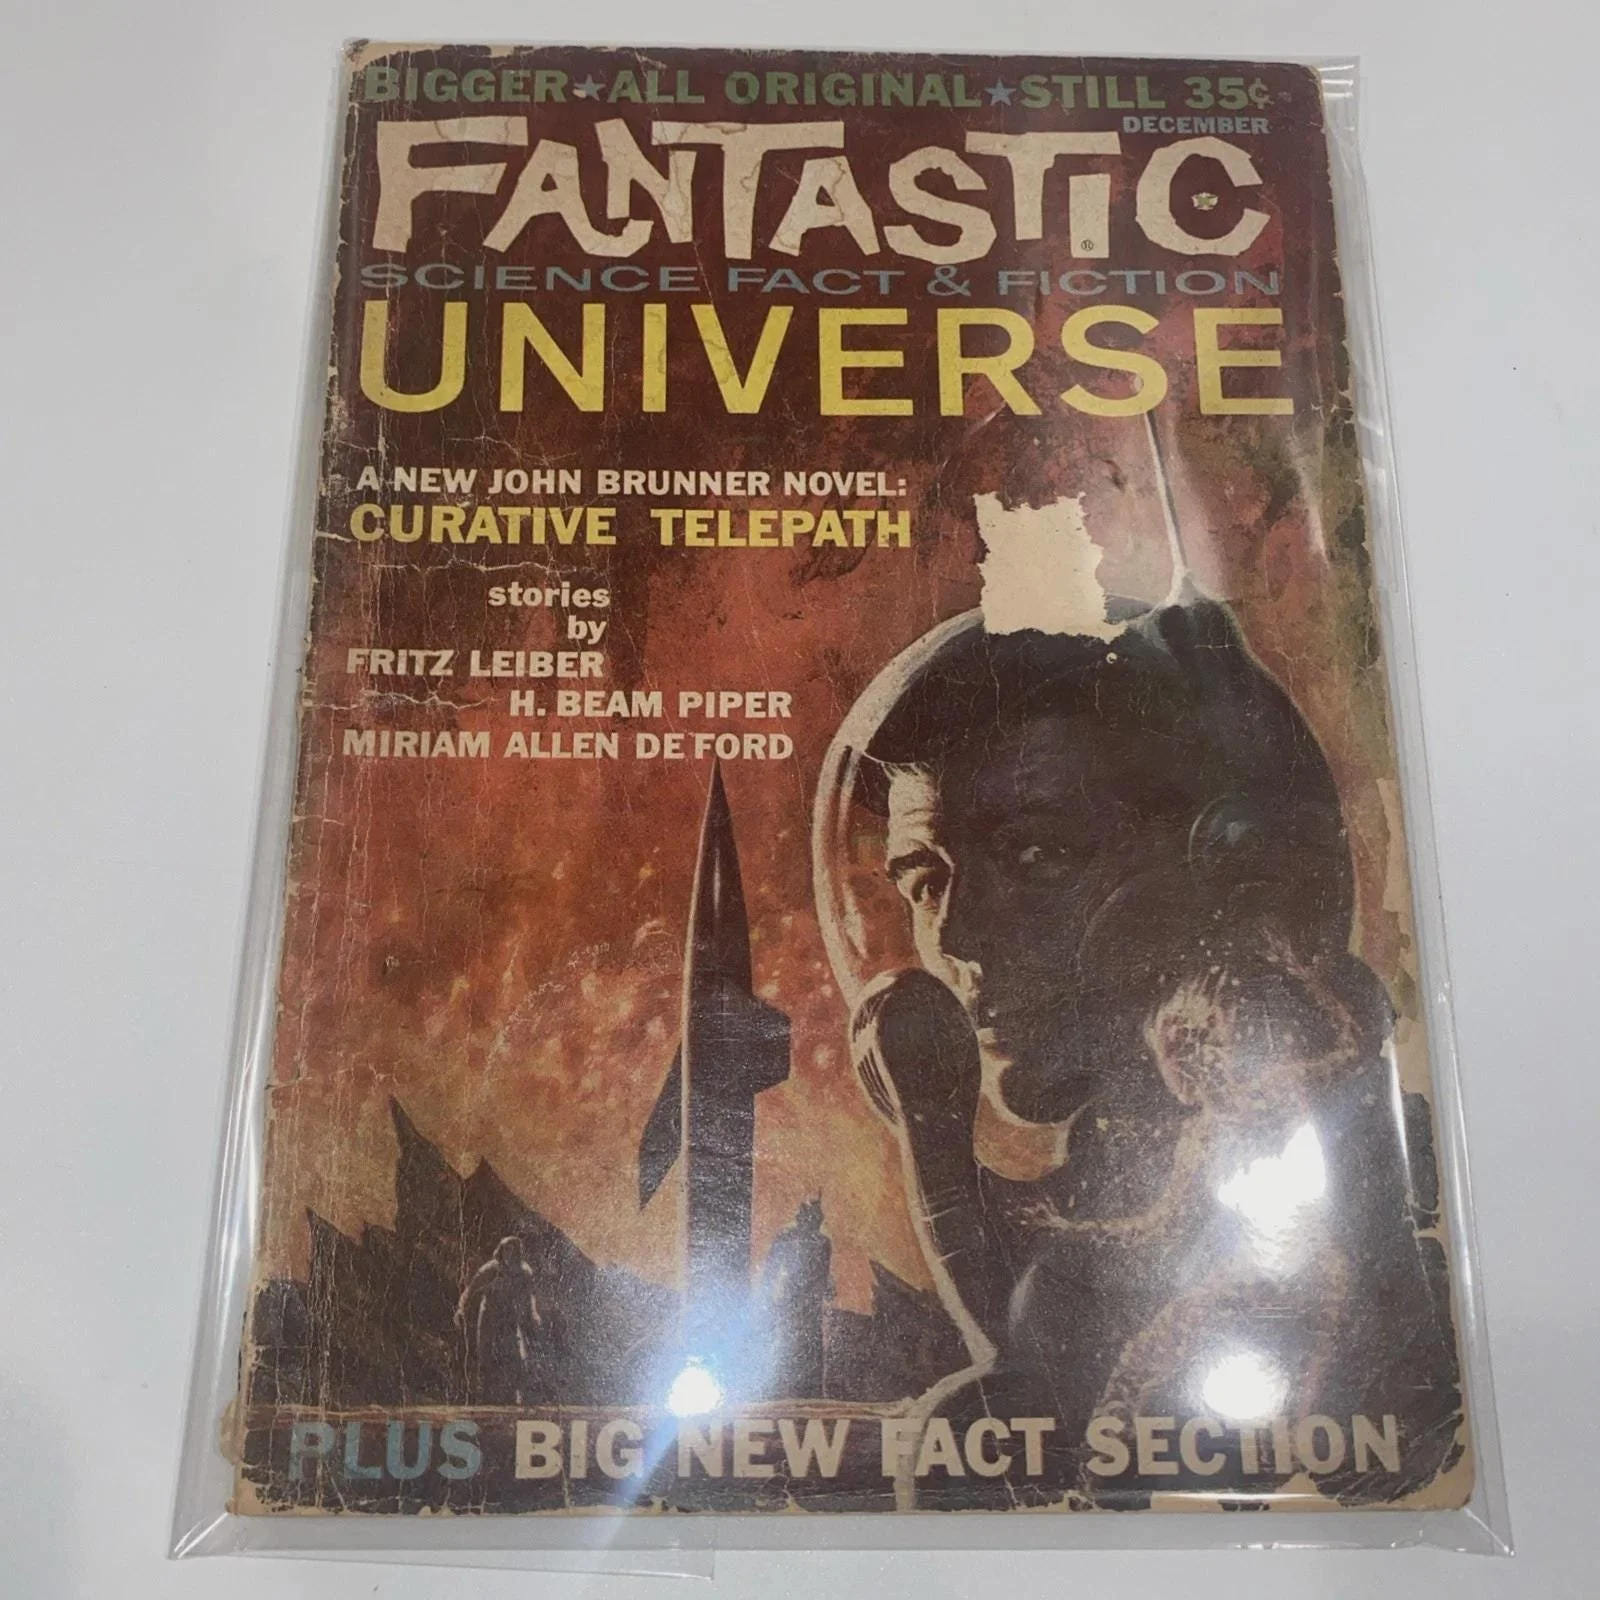 BIGGER★ALL ORIGINAL★STILL 35¢
DECEMBER
FANTASTIC
®
SCIENCE FACT & FICTION
UNIVERSE
A NEW JOHN BRUNNER NOVEL:
CURATIVE TELEPATH
stories
by
FRITZ LEIBER
H. BEAM PIPER
MIRIAM ALLEN DE FORD
PLUS BIG NEW FACT SECTION